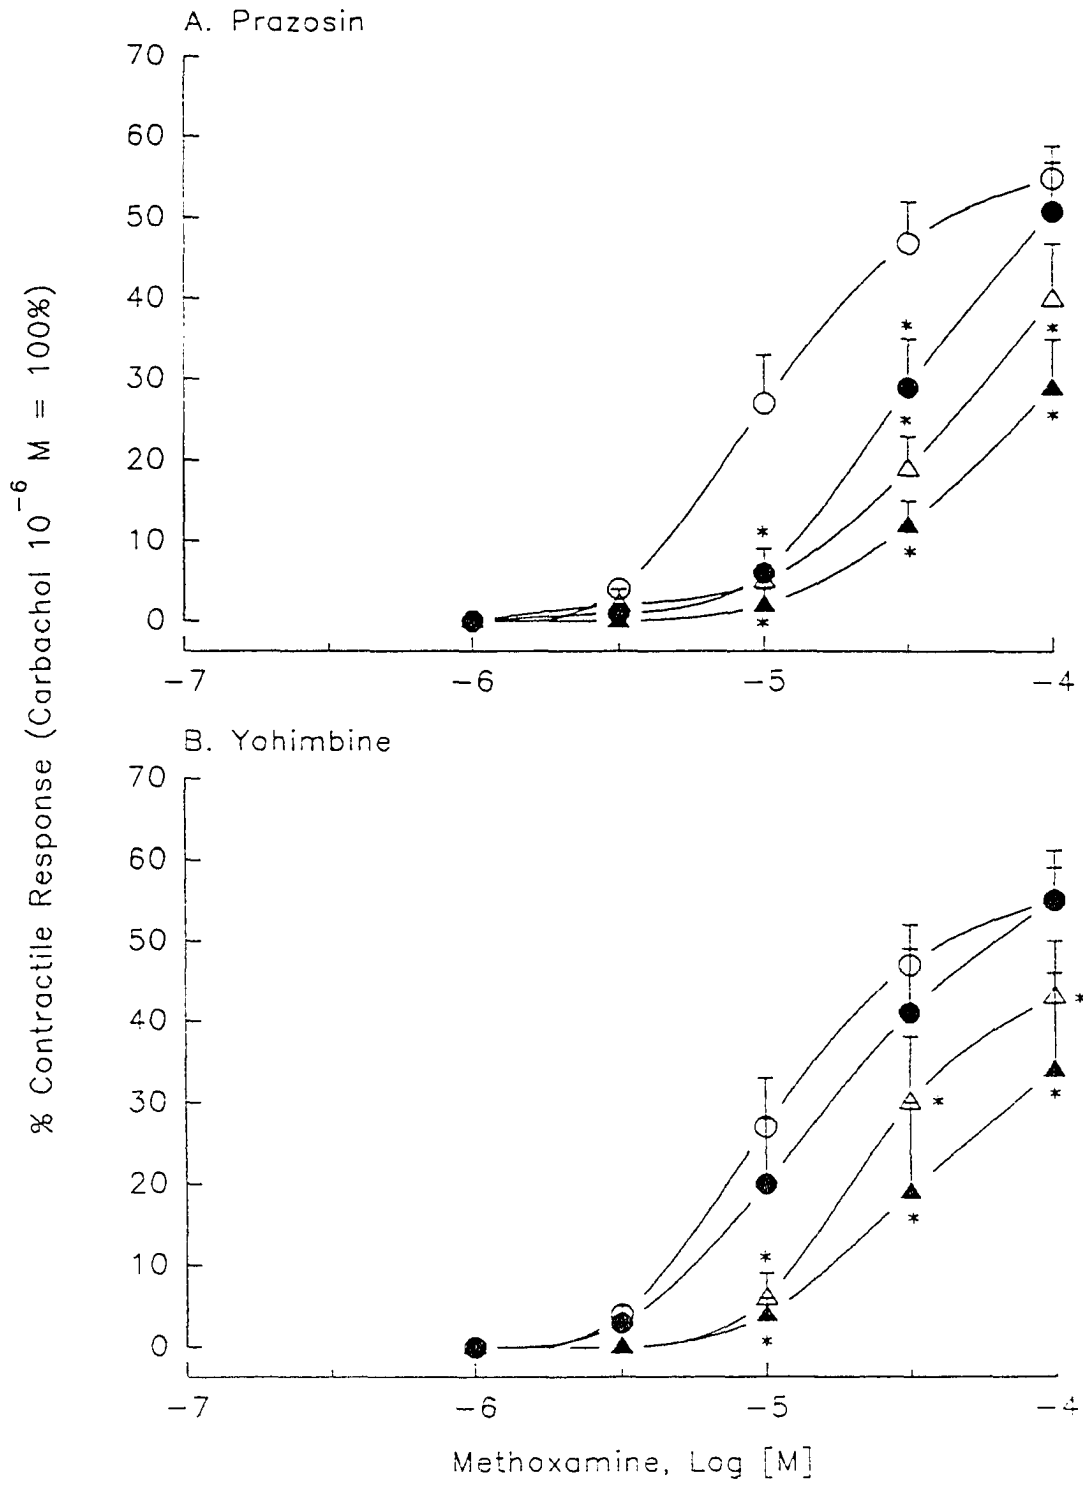 A. Prazosin
70
60
50
40
30
20
10
0
-7 -6 -5 -4
% Contractile Response (Carbachol 10⁻⁶ M = 100%)
B. Yohimbine
70
60
50
40
30
20
10
0
-7 -6 -5 -4
Methoxamine, Log [M]